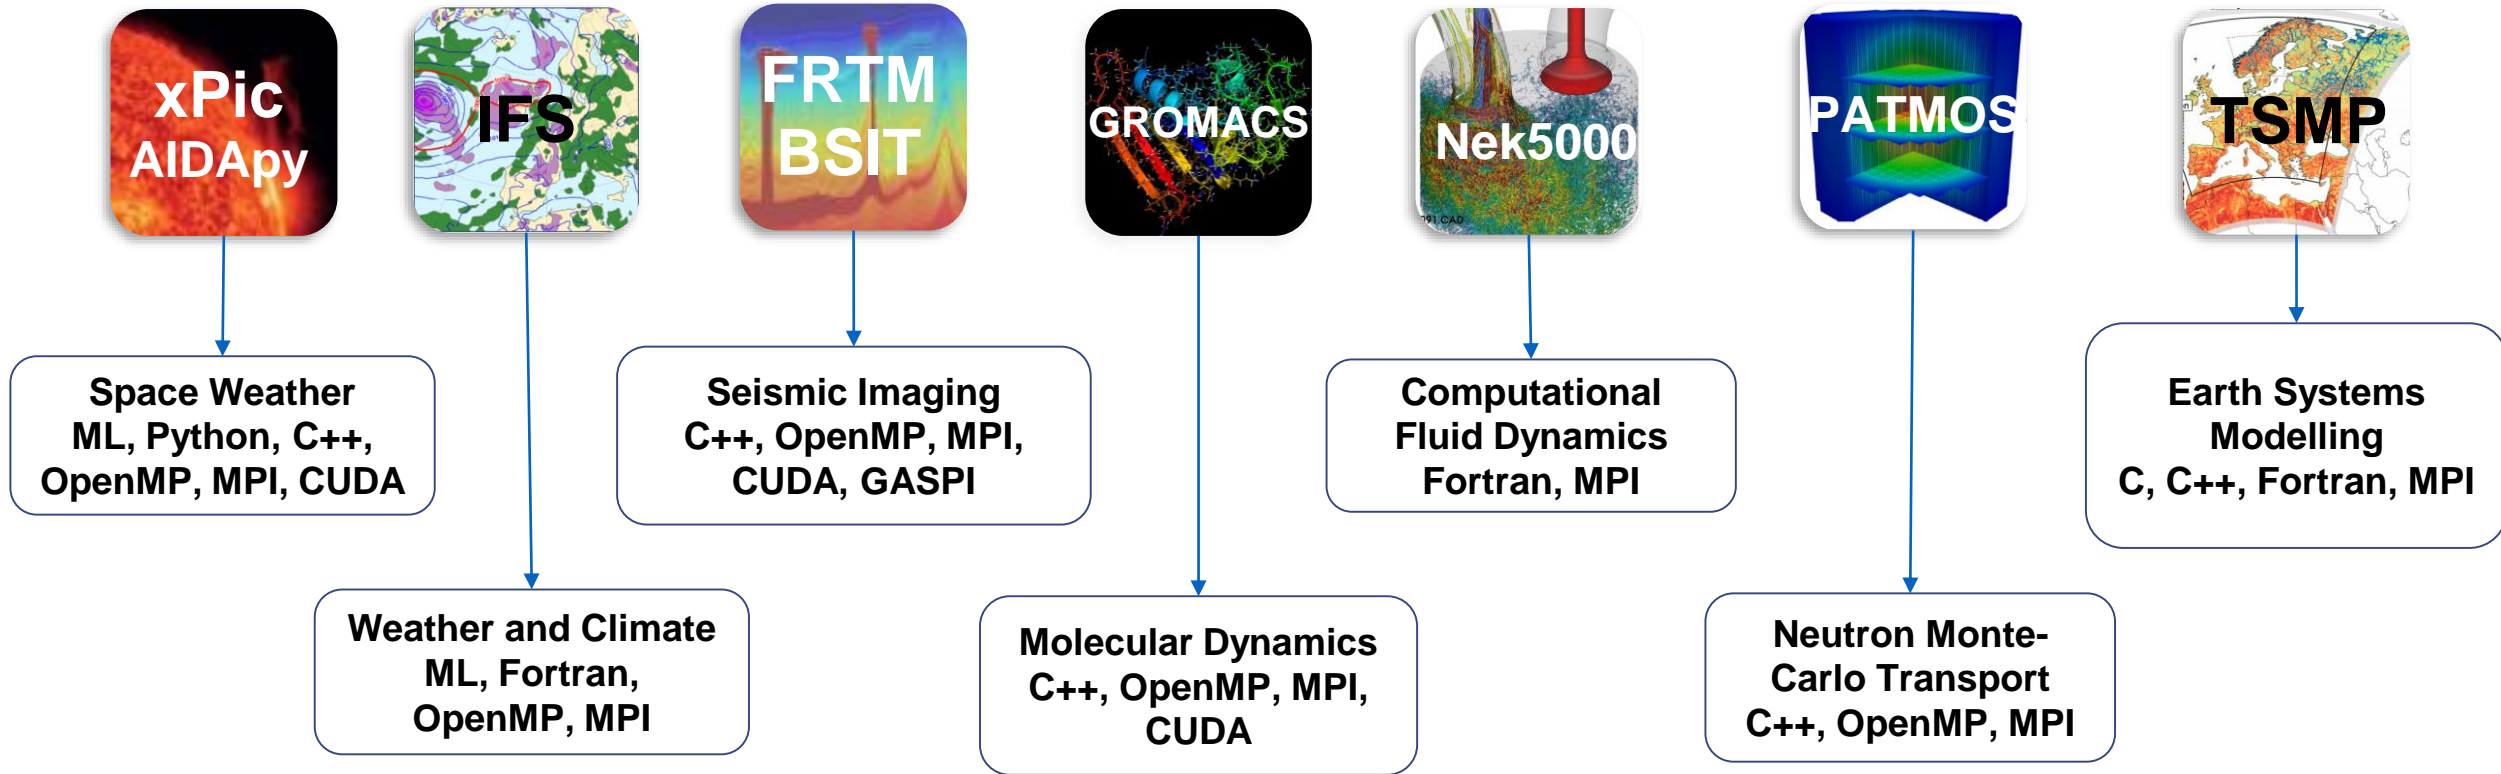 xPic
AIDApy
IFS
FRTM
BSIT
GROMACS
Nek5000
091 CAD
PATMOS
TSMP
Space Weather
ML, Python, C++,
OpenMP, MPI, CUDA
Seismic Imaging
C++, OpenMP, MPI,
CUDA, GASPI
Computational
Fluid Dynamics
Fortran, MPI
Earth Systems
Modelling
C, C++, Fortran, MPI
Weather and Climate
ML, Fortran,
OpenMP, MPI
Molecular Dynamics
C++, OpenMP, MPI,
CUDA
Neutron Monte-
Carlo Transport
C++, OpenMP, MPI